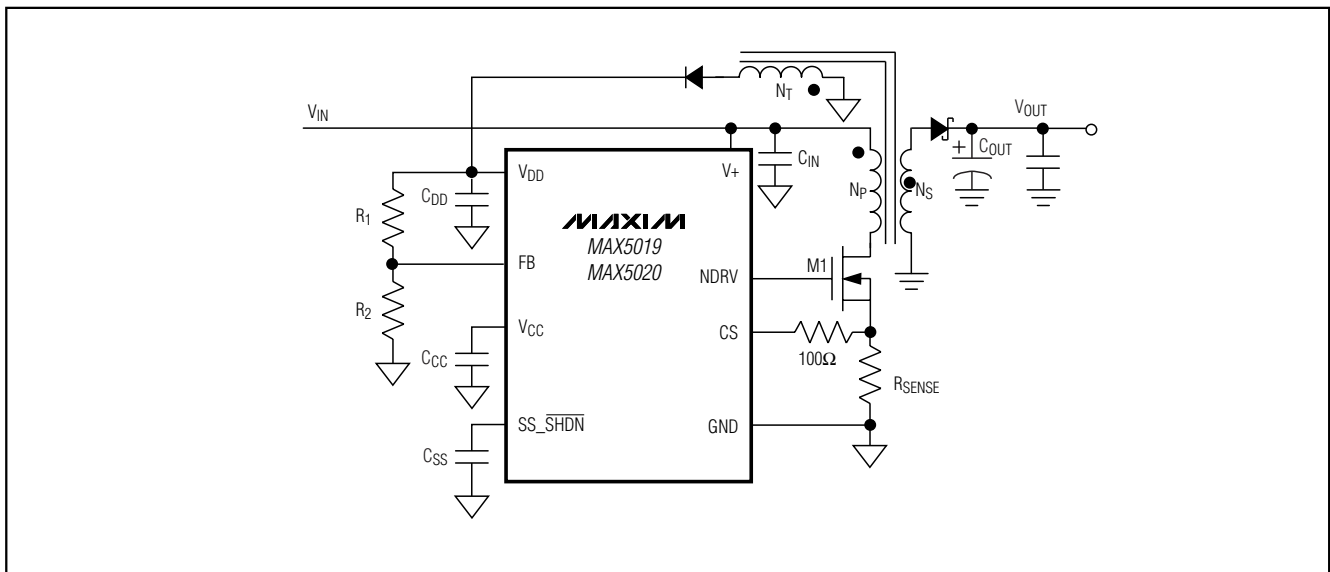 N_T
V_IN
V_OUT
C_IN
+ C_OUT
V_DD
V+
C_DD
N_P
N_S
R_1
MAXIM
MAX5019
MAX5020
FB
NDRV
M1
R_2
V_CC
CS
C_CC
100Ω
R_SENSE
SS_SHDN
GND
C_SS